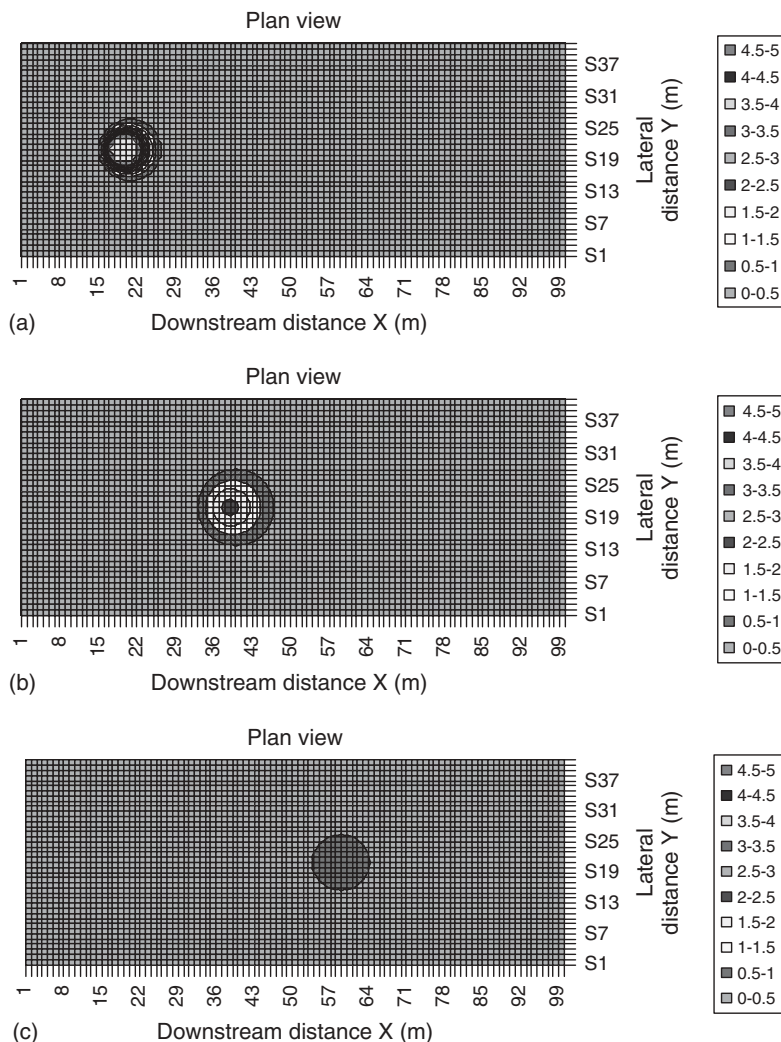 Plan view
S37
S31
S25
S19
S13
S7
S1
Lateral
distance Y (m)
1 8 15 22 29 36 43 50 57 64 71 78 85 92 99
(a) Downstream distance X (m)
4.5-5
4-4.5
3.5-4
3-3.5
2.5-3
2-2.5
1.5-2
1-1.5
0.5-1
0-0.5
Plan view
S37
S31
S25
S19
S13
S7
S1
Lateral
distance Y (m)
1 8 15 22 29 36 43 50 57 64 71 78 85 92 99
(b) Downstream distance X (m)
4.5-5
4-4.5
3.5-4
3-3.5
2.5-3
2-2.5
1.5-2
1-1.5
0.5-1
0-0.5
Plan view
S37
S31
S25
S19
S13
S7
S1
Lateral
distance Y (m)
1 8 15 22 29 36 43 50 57 64 71 78 85 92 99
(c) Downstream distance X (m)
4.5-5
4-4.5
3.5-4
3-3.5
2.5-3
2-2.5
1.5-2
1-1.5
0.5-1
0-0.5